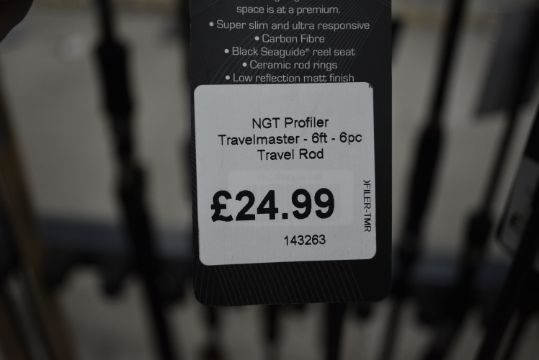 space is at a premium.
• Super slim and ultra responsive
• Carbon Fibre
• Black Seaguide® reel seat
• Ceramic rod rings
• Low reflection matt finish
NGT Profiler
Travelmaster - 6ft - 6pc
Travel Rod
£24.99
143263
OFILER-TMR